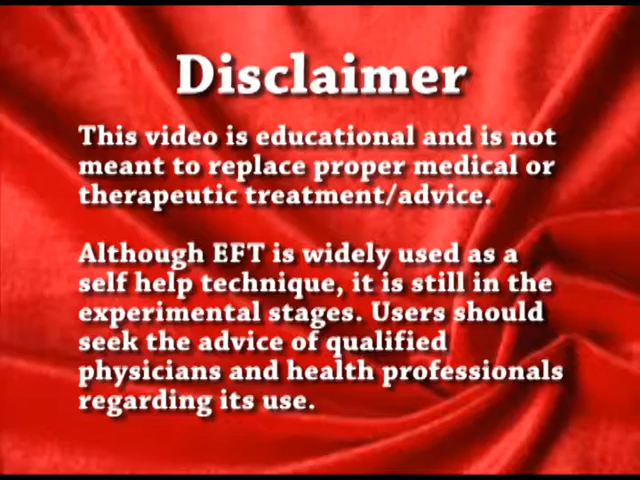 Disclaimer
This video is educational and is not
meant to replace proper medical or
therapeutic treatment/advice.
Although EFT is widely used as a
self help technique, it is still in the
experimental stages. Users should
seek the advice of qualified
physicians and health professionals
regarding its use.